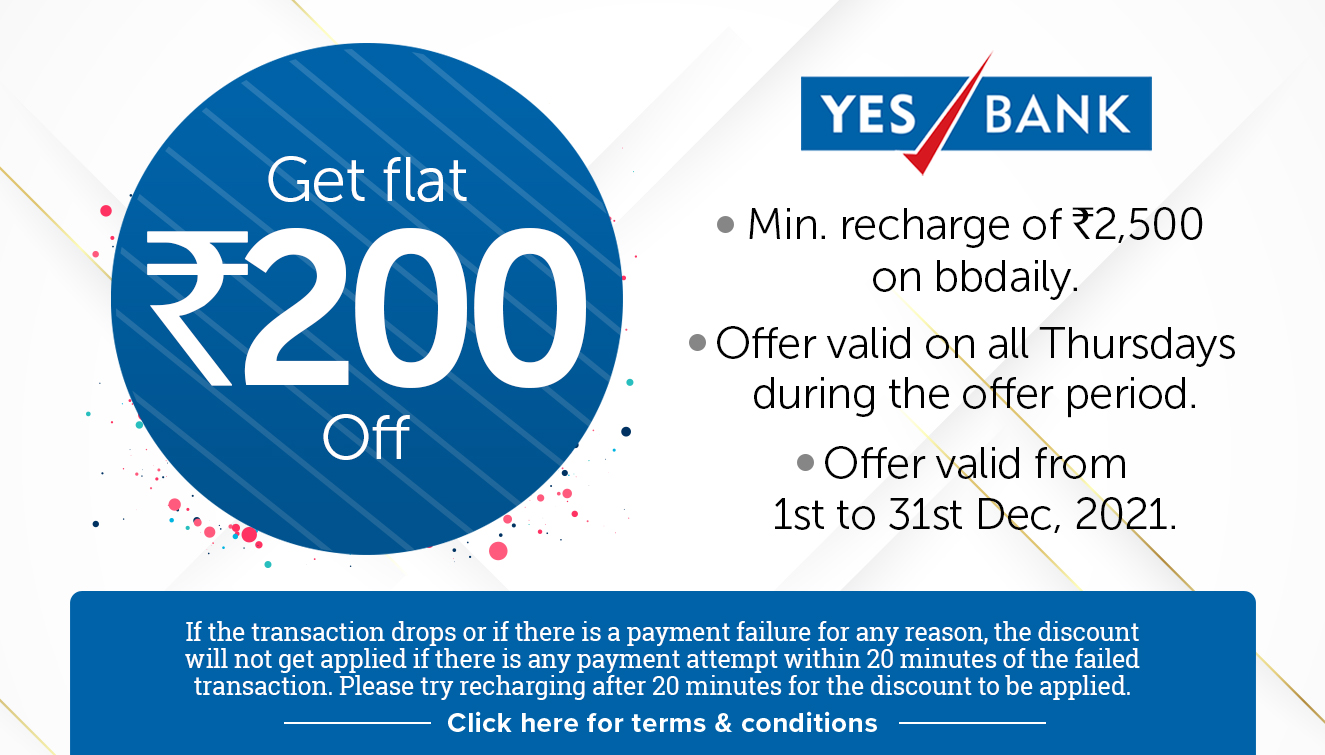 Get flat
₹200
Off
YES BANK
• Min. recharge of ₹2,500
on bbdaily.
• Offer valid on all Thursdays
during the offer period.
• Offer valid from
1st to 31st Dec, 2021.
If the transaction drops or if there is a payment failure for any reason, the discount
will not get applied if there is any payment attempt within 20 minutes of the failed
transaction. Please try recharging after 20 minutes for the discount to be applied.
Click here for terms & conditions